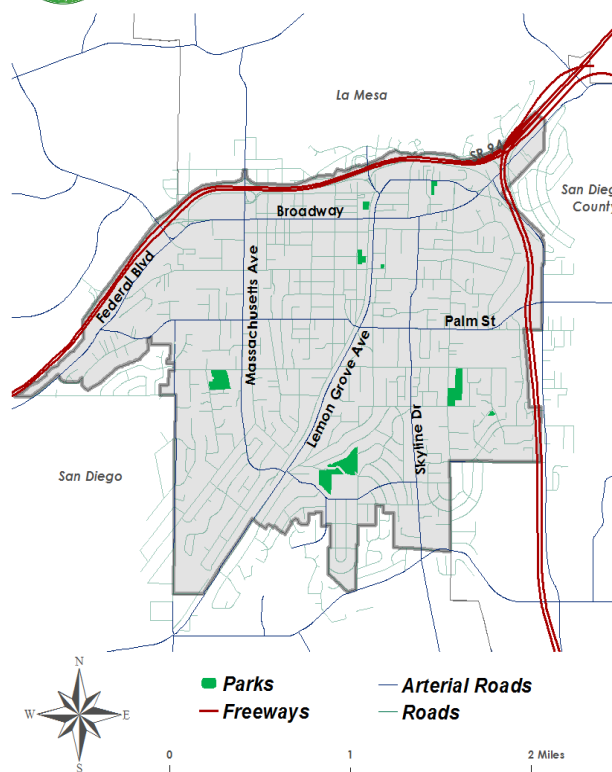 La Mesa
SR 94
San Dieg
County
Broadway
Federal Blvd
Massachusetts Ave
Palm St
Lemon Grove Ave
Skyline Dr
San Diego
N
W
E
S
Parks
Arterial Roads
Freeways
Roads
0
1
2 Miles